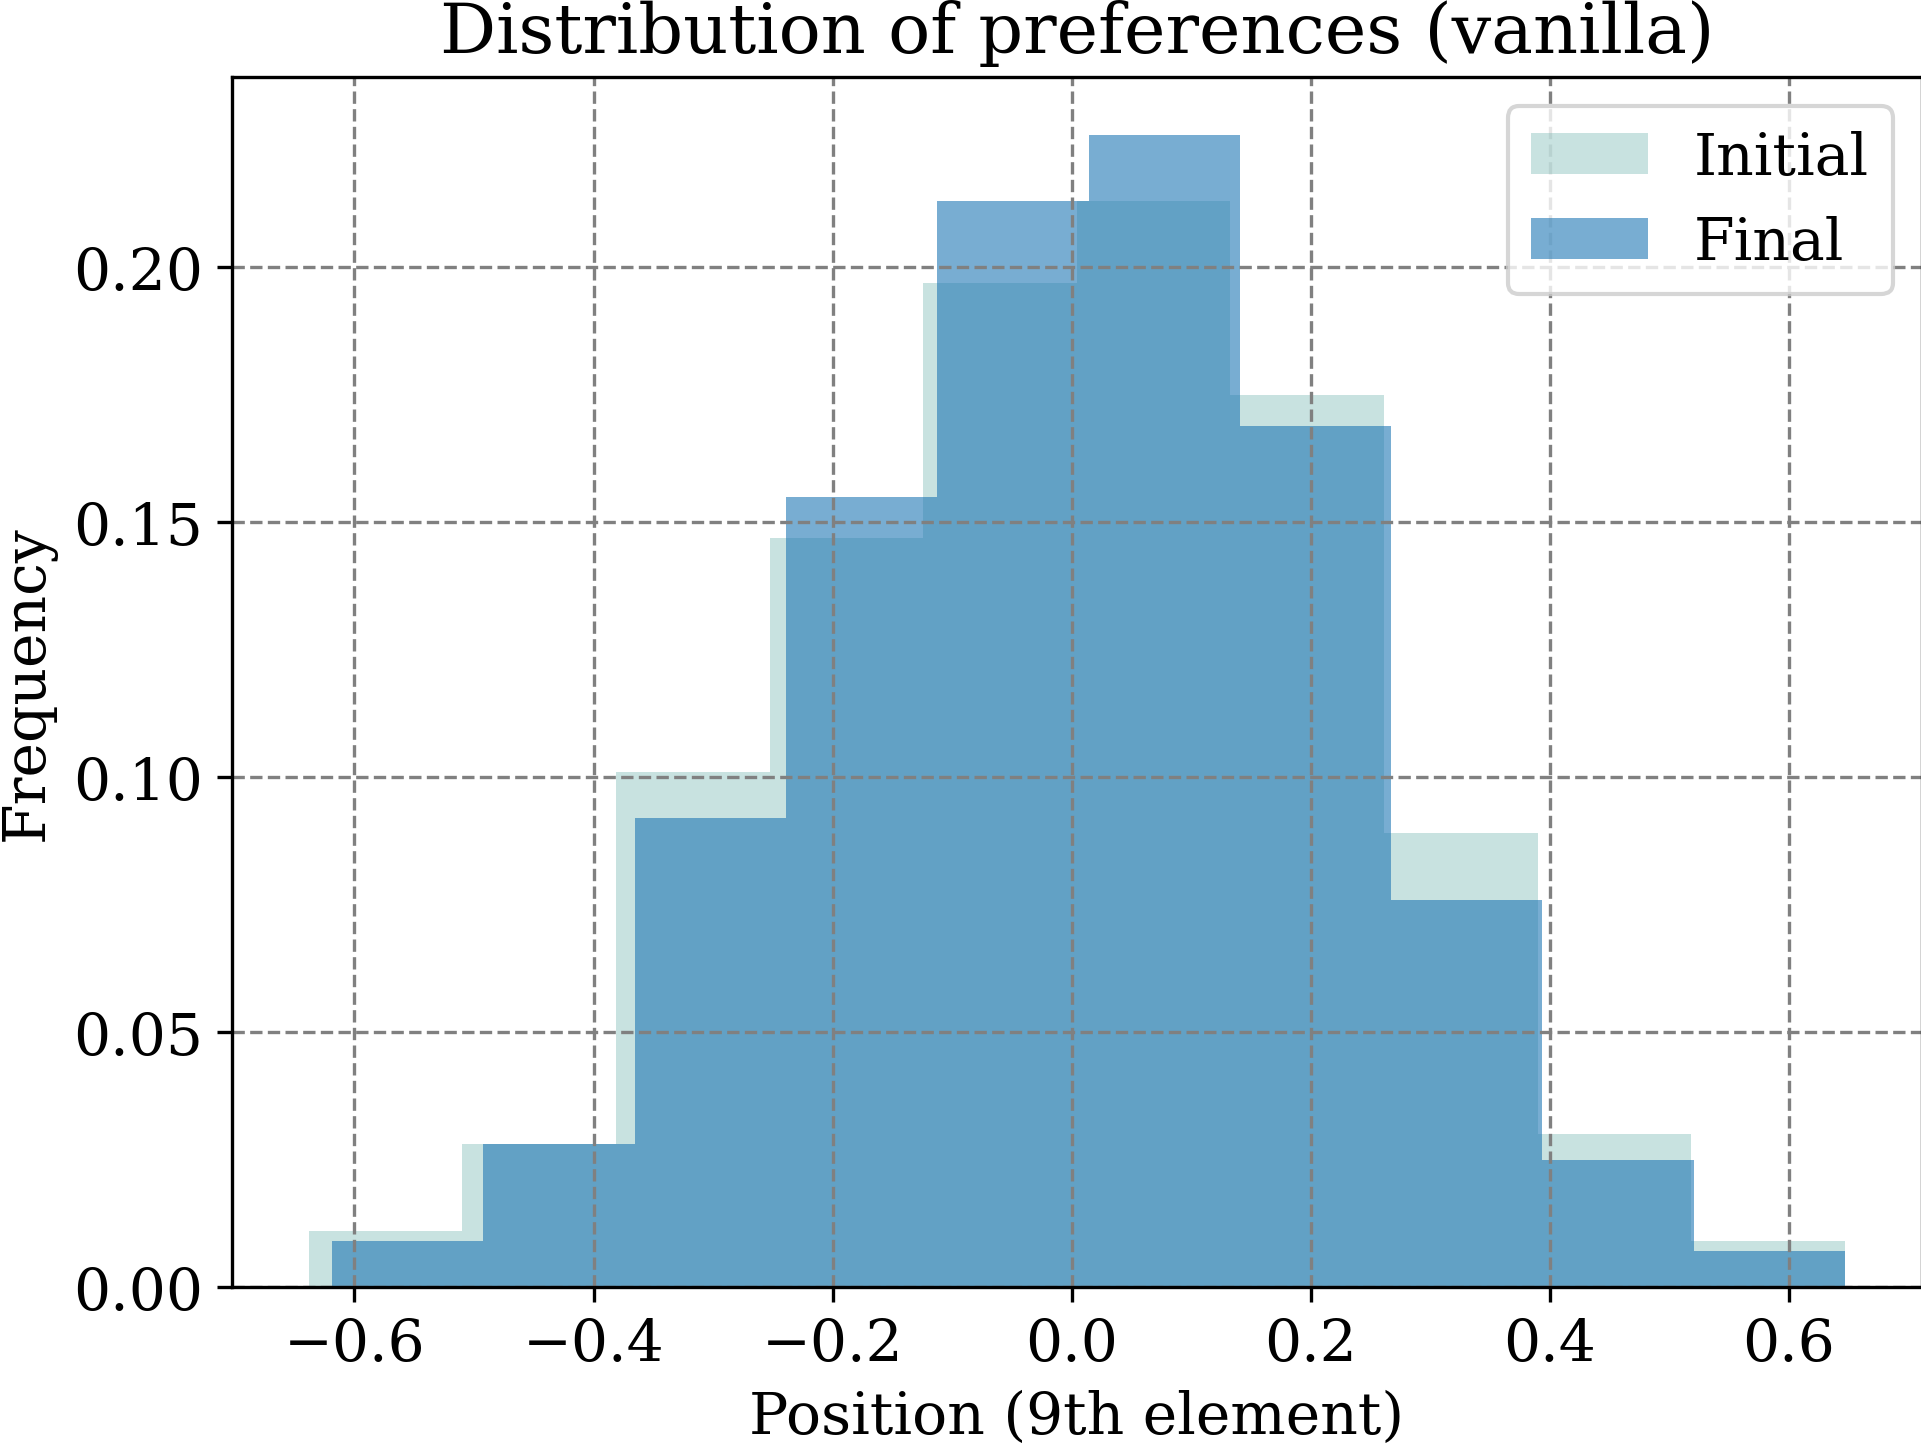 Distribution of preferences (vanilla)
Initial
Final
Frequency
0.20
0.15
0.10
0.05
0.00
−0.6 −0.4 −0.2 0.0 0.2 0.4 0.6
Position (9th element)